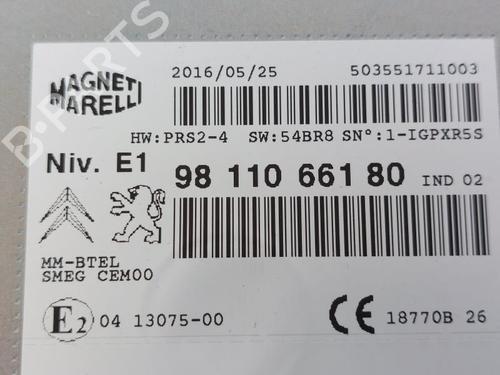 2016/05/25 503551711003
MAGNETI
MARELLI
HW:PRS2-4 SW:54BR8 SN°:1-IGPXR5S
Niv. E1 98 110 661 80 IND 02
MM-BTEL
SMEG CEM00
E2 04 13075-00 CE 18770B 26
B-PARTS